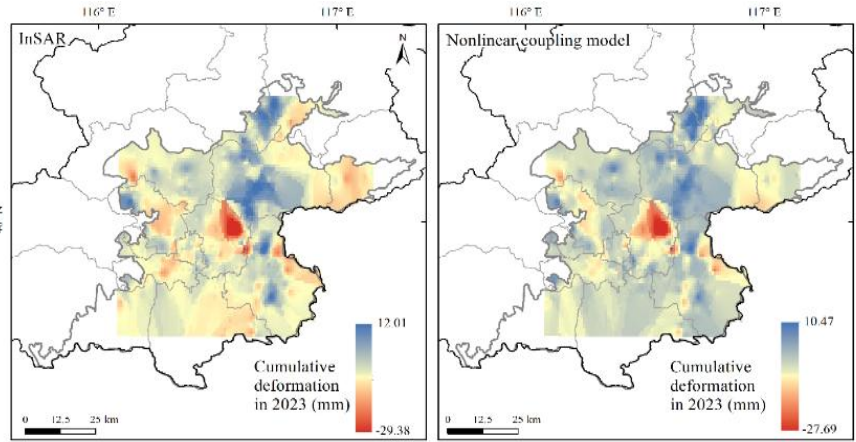 116° E 117° E 116° E 117° E
InSAR
N
Nonlinear coupling model
12.01
Cumulative
deformation
in 2023 (mm)
-29.38
0 12.5 25 km
10.47
Cumulative
deformation
in 2023 (mm)
-27.69
0 12.5 25 km